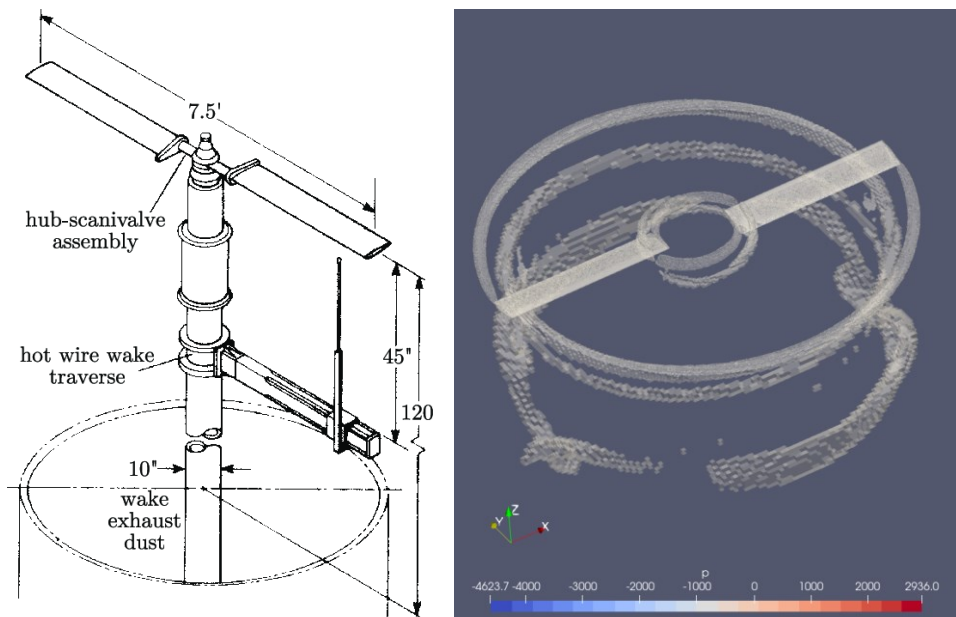 7.5'
hub-scanivalve
assembly
hot wire wake
traverse
45"
120
10"
wake
exhaust
dust
Z
Y
X
p
-4623.7 -4000 -3000 -2000 -1000 0 1000 2000 2936.0